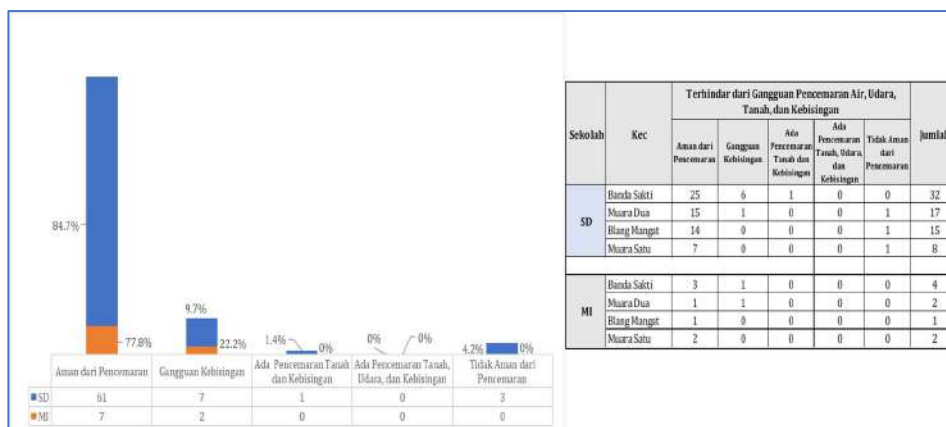 84.7%
77.8%
9.7%
22.2%
1.4%
0%
0%
0%
4.2%
0%
Aman dari Pencemaran
Gangguan Kebisingan
Ada Pencemaran Tanah
dan Kebisingan
Ada Pencemaran Tanah,
Udara, dan Kebisingan
Tidak Aman dari
Pencemaran
SD 61 7 1 0 3
MI 7 2 0 0 0
Sekolah
Kec
Terhindar dari Gangguan Pencemaran Air, Udara,
Tanah, dan Kebisingan
Jumlah
Aman dari
Pencemaran
Gangguan
Kebisingan
Ada
Pencemaran
Tanah dan
Kebisingan
Ada
Pencemaran
Tanah, Udara,
dan
Kebisingan
Tidak Aman
dari
Pencemaran
SD
Banda Sakti 25 6 1 0 0 32
Muara Dua 15 1 0 0 1 17
Blang Mangat 14 0 0 0 1 15
Muara Satu 7 0 0 0 1 8
MI
Banda Sakti 3 1 0 0 0 4
Muara Dua 1 1 0 0 0 2
Blang Mangat 1 0 0 0 0 1
Muara Satu 2 0 0 0 0 2